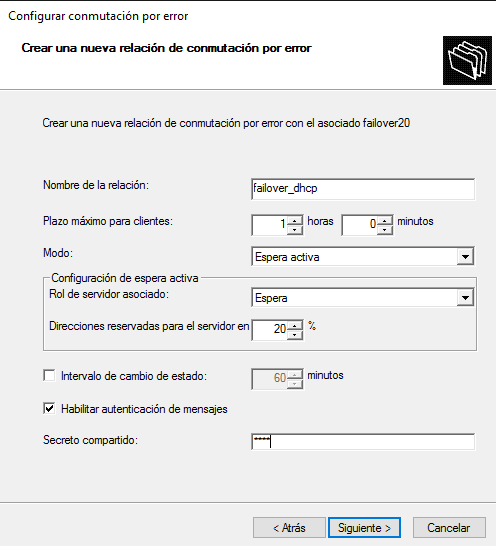 Configurar conmutación por error
Crear una nueva relación de conmutación por error
Crear una nueva relación de conmutación por error con el asociado failover20
Nombre de la relación: failover_dhcp
Plazo máximo para clientes: 1 horas 0 minutos
Modo: Espera activa
Configuración de espera activa
Rol de servidor asociado: Espera
Direcciones reservadas para el servidor en 20 %
Intervalo de cambio de estado: 60 minutos
Habilitar autenticación de mensajes
Secreto compartido: ****
< Atrás Siguiente > Cancelar